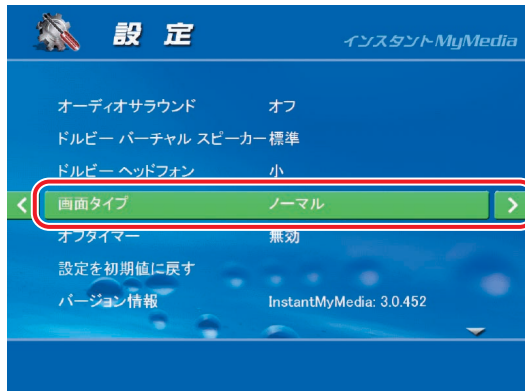 設 定
インスタントMyMedia
オーディオサラウンド オフ
ドルビー バーチャル スピーカー 標準
ドルビー ヘッドフォン 小
画面タイプ ノーマル
オフタイマー 無効
設定を初期値に戻す
バージョン情報 InstantMyMedia: 3.0.452